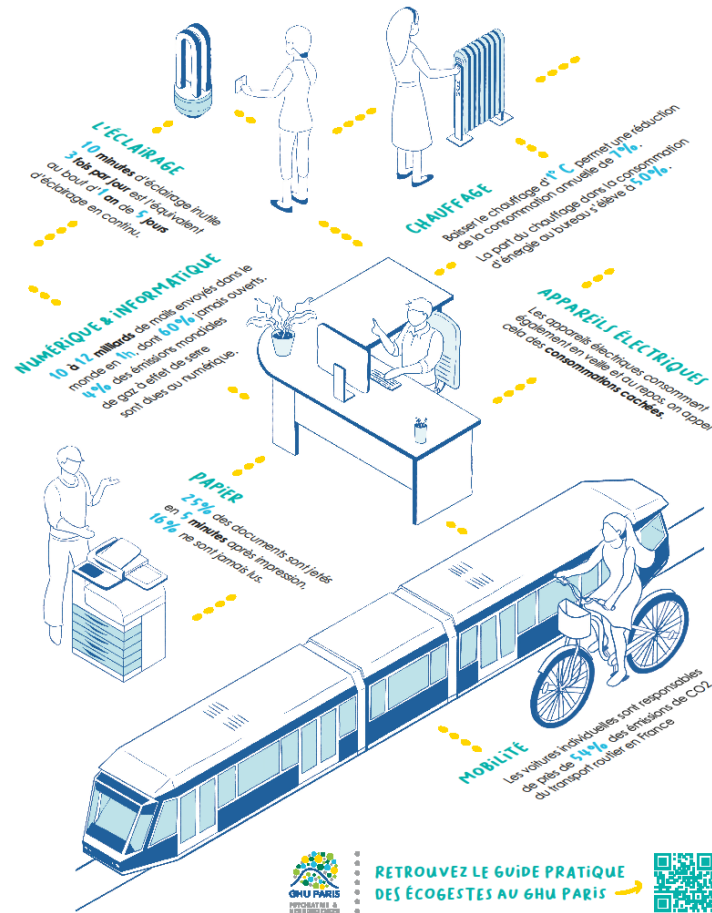 L'ÉCLAIRAGE
10 minutes d'éclairage inutile
3 fois par jour est l'équivalent
au bout d'1 an de 5 jours
d'éclairage en continu.
CHAUFFAGE
Baisser le chauffage d'1° C permet une réduction
de la consommation annuelle de 7%.
La part du chauffage dans la consommation
d'énergie au bureau s'élève à 50%.
NUMÉRIQUE & INFORMATIQUE
10 à 12 milliards de mails envoyés dans le
monde en 1h, dont 60% jamais ouverts.
4% des émissions mondiales
de gaz à effet de serre
sont dues au numérique.
APPAREILS ÉLECTRIQUES
Les appareils électriques consomment
également en veille et au repos, on appel
cela des consommations cachées.
PAPIER
25% des documents sont jetés
en 5 minutes après impression.
16% ne sont jamais lus.
MOBILITÉ
Les voitures individuelles sont responsables
de près de 54% des émissions de CO2
du transport routier en France
GHU PARIS
PSYCHIATRIE &
NEUROSCIENCES
RETROUVEZ LE GUIDE PRATIQUE
DES ÉCOGESTES AU GHU PARIS